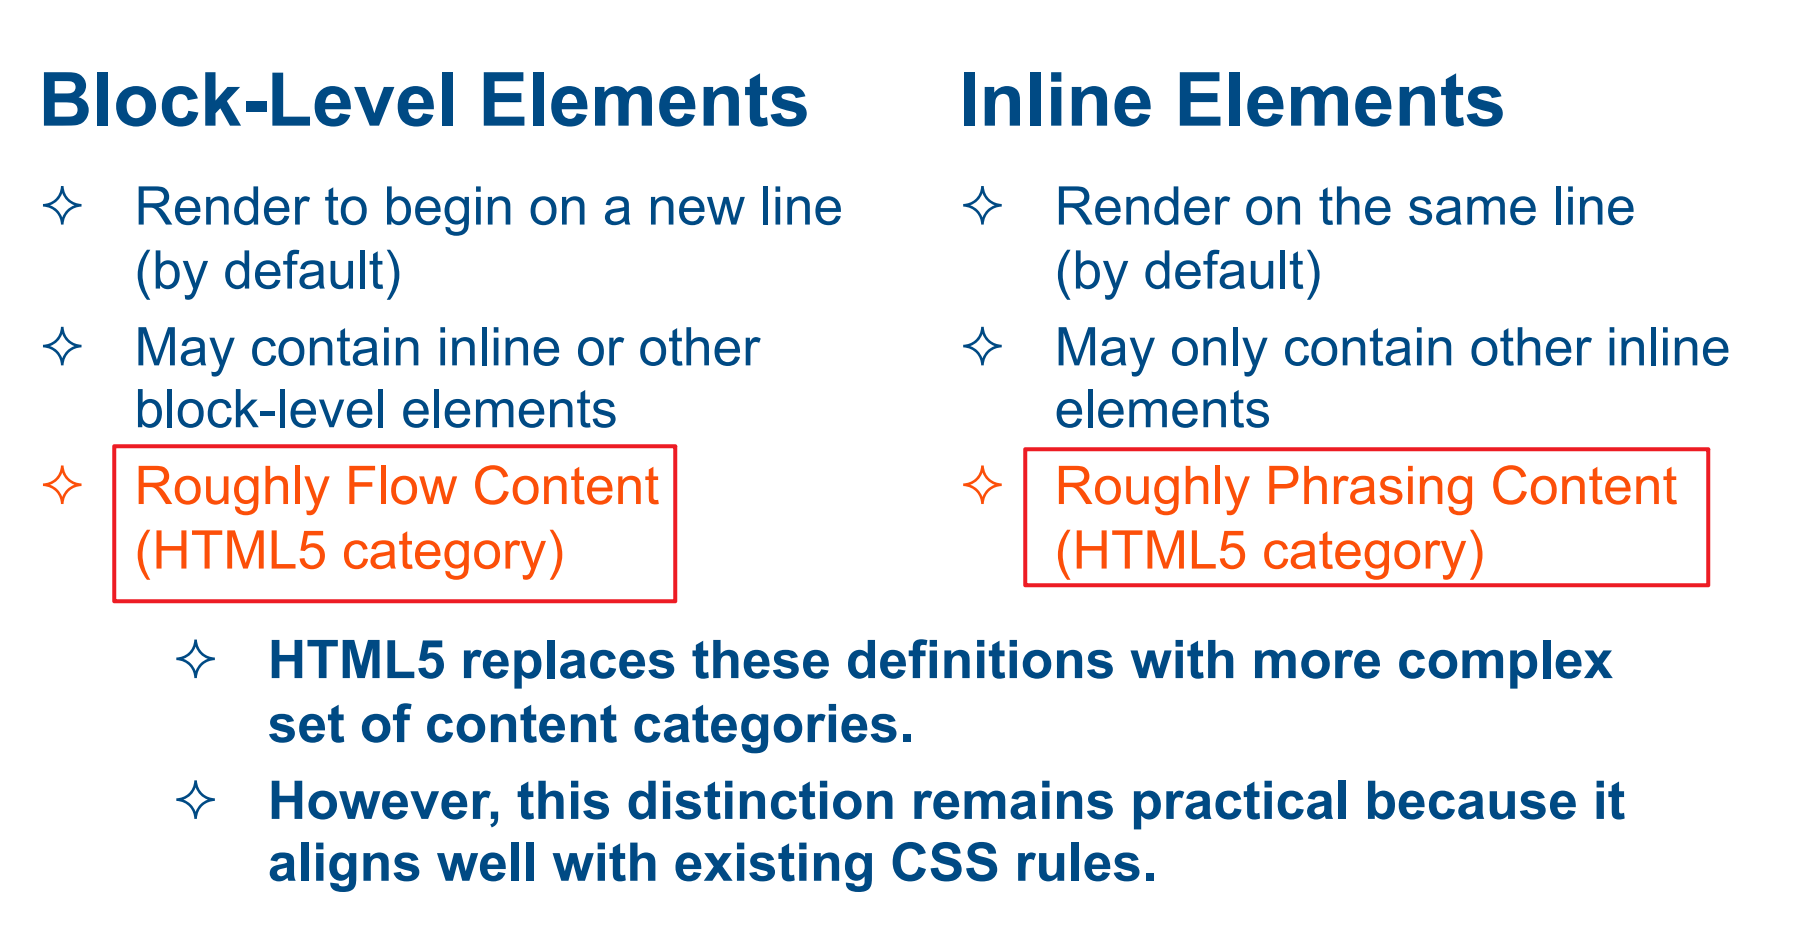 Block-Level Elements
Render to begin on a new line
(by default)
May contain inline or other
block-level elements
Roughly Flow Content
(HTML5 category)
Inline Elements
Render on the same line
(by default)
May only contain other inline
elements
Roughly Phrasing Content
(HTML5 category)
HTML5 replaces these definitions with more complex
set of content categories.
However, this distinction remains practical because it
aligns well with existing CSS rules.